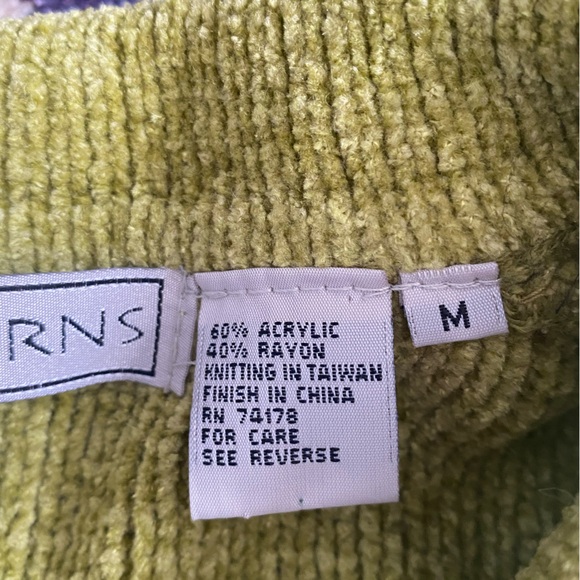 RNS
60% ACRYLIC
40% RAYON
KNITTING IN TAIWAN
FINISH IN CHINA
RN 74178
FOR CARE
SEE REVERSE
M